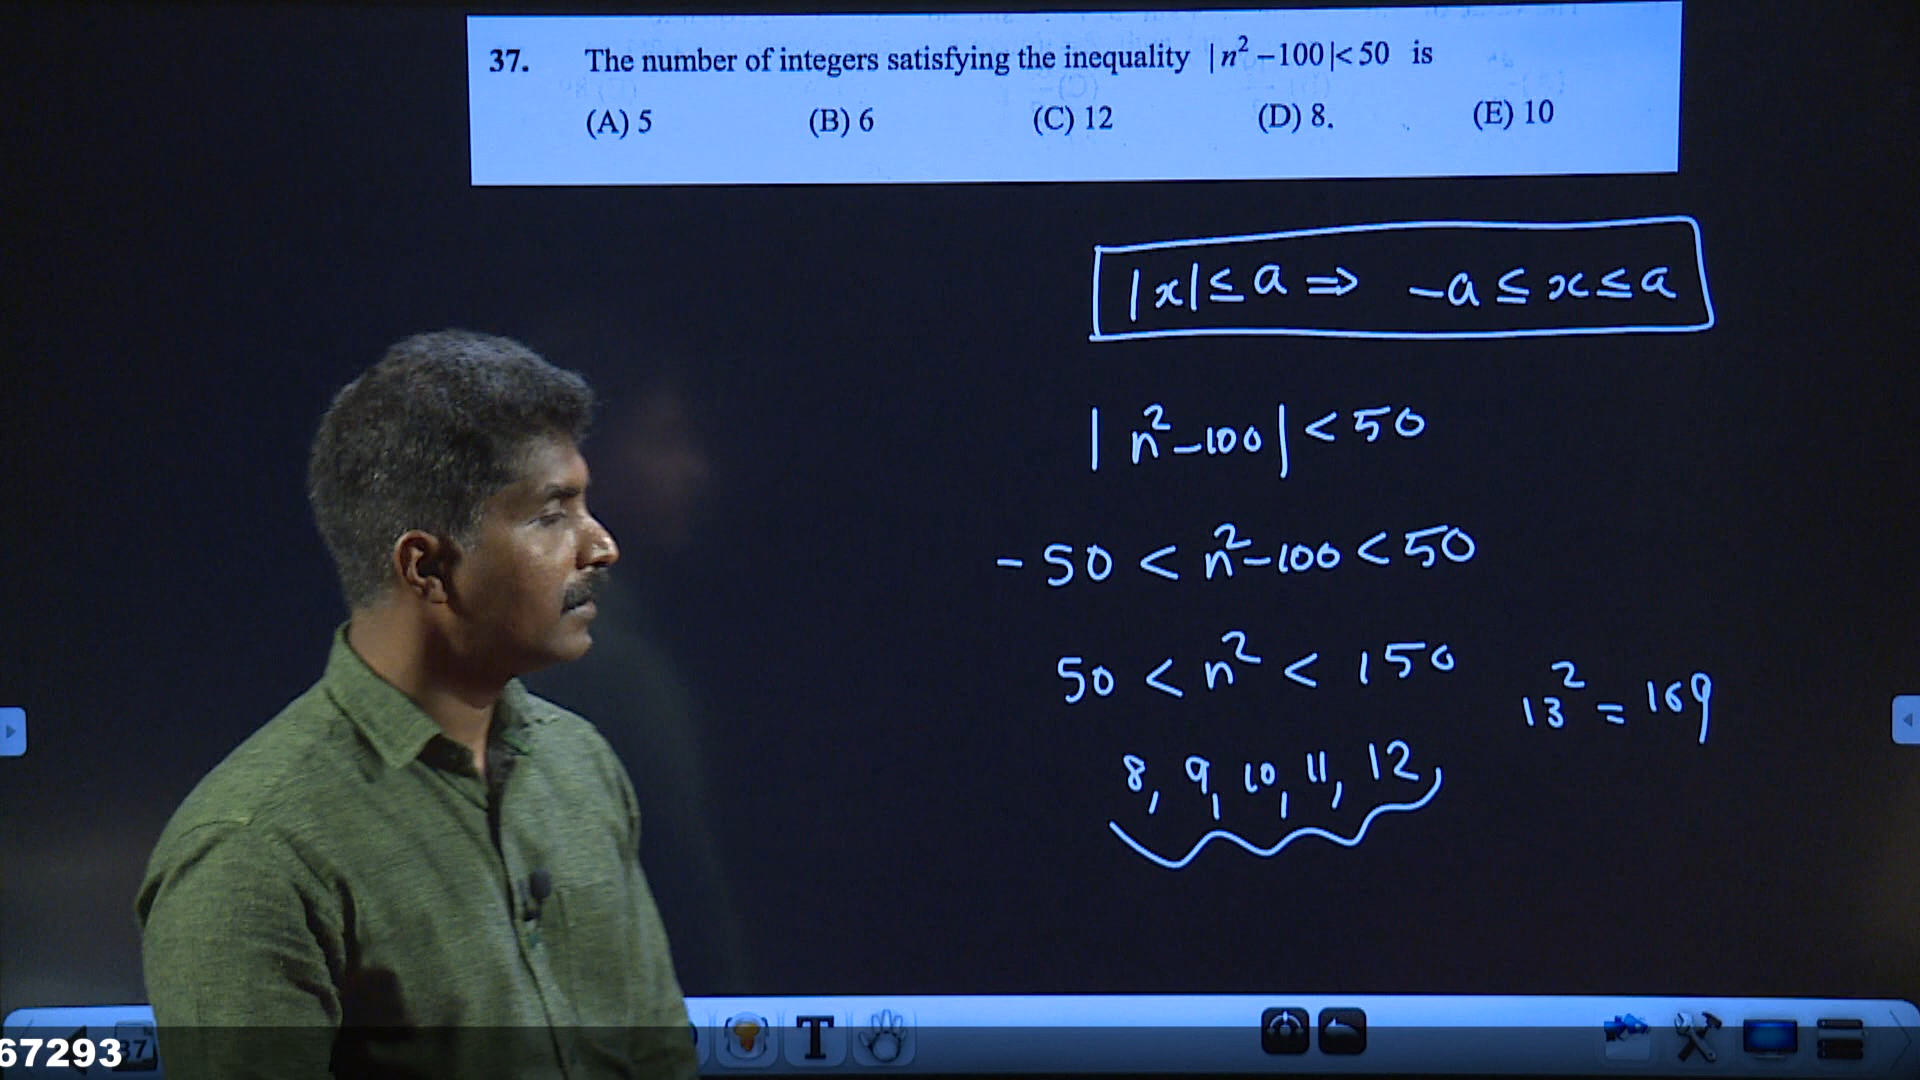 37. The number of integers satisfying the inequality |n² – 100| < 50 is
(A) 5 (B) 6 (C) 12 (D) 8. (E) 10
|x| ≤ a ⇒ –a ≤ x ≤ a
|n² – 100| < 50
–50 < n² – 100 < 50
50 < n² < 150
13² = 169
8, 9, 10, 11, 12,
T
67293
37